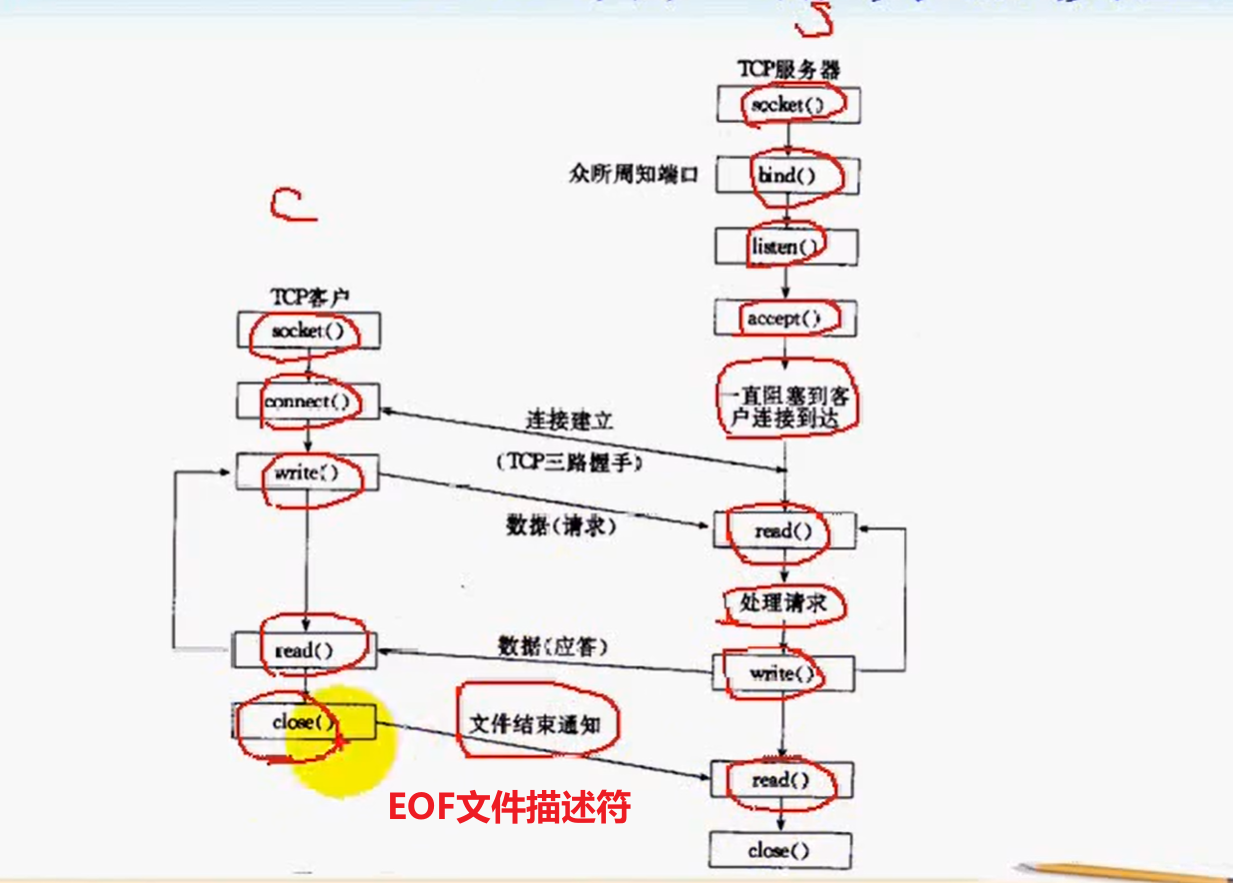 TCP服务器
socket()
众所周知端口
bind()
listen()
TCP客户
accept()
socket()
一直阻塞到客
户连接到达
connect()
连接建立
(TCP三路握手)
write()
数据(请求)
read()
处理请求
数据(应答)
read()
write()
close()
文件结束通知
read()
EOF文件描述符
close()